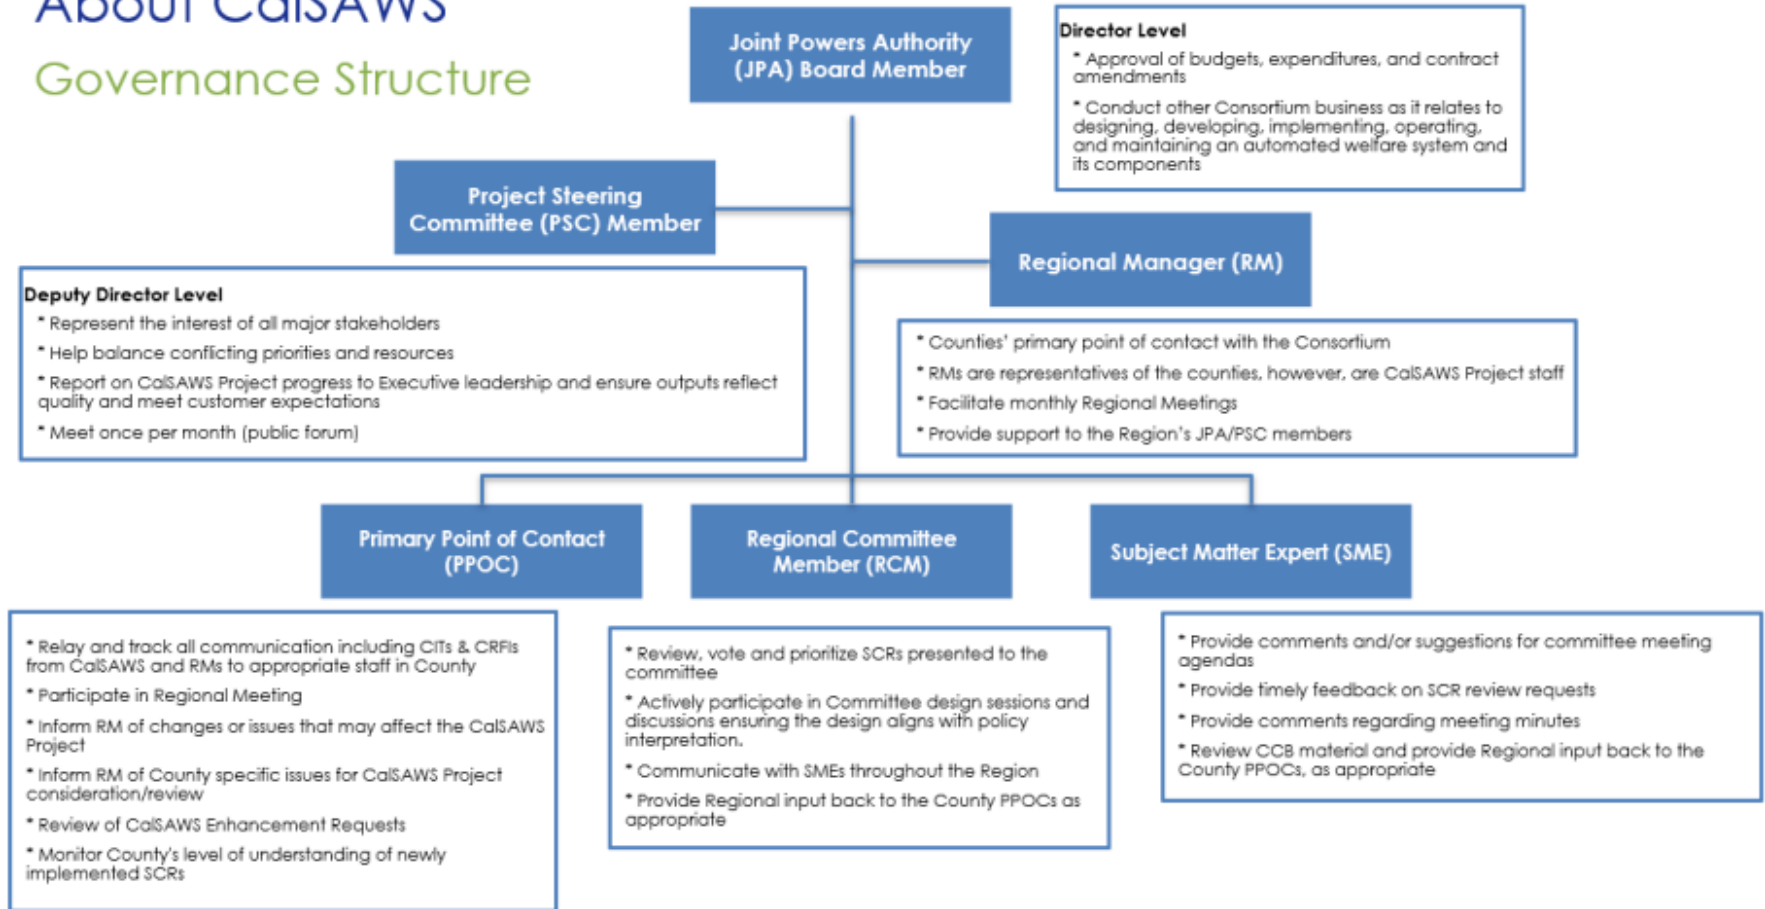 About CalSAWS
Governance Structure
Joint Powers Authority
(JPA) Board Member
Director Level
* Approval of budgets, expenditures, and contract
amendments
* Conduct other Consortium business as it relates to
designing, developing, implementing, operating,
and maintaining an automated welfare system and
its components
Project Steering
Committee (PSC) Member
Regional Manager (RM)
Deputy Director Level
* Represent the interest of all major stakeholders
* Help balance conflicting priorities and resources
* Report on CalSAWS Project progress to Executive leadership and ensure outputs reflect
quality and meet customer expectations
* Meet once per month (public forum)
* Counties' primary point of contact with the Consortium
* RMs are representatives of the counties, however, are CalSAWS Project staff
* Facilitate monthly Regional Meetings
* Provide support to the Region's JPA/PSC members
Primary Point of Contact
(PPOC)
Regional Committee
Member (RCM)
Subject Matter Expert (SME)
* Relay and track all communication including CITs & CRFIs
from CalSAWS and RMs to appropriate staff in County
* Participate in Regional Meeting
* Inform RM of changes or issues that may affect the CalSAWS
Project
* Inform RM of County specific issues for CalSAWS Project
consideration/review
* Review of CalSAWS Enhancement Requests
* Monitor County's level of understanding of newly
implemented SCRs
* Review, vote and prioritize SCRs presented to the
committee
* Actively participate in Committee design sessions and
discussions ensuring the design aligns with policy
interpretation.
* Communicate with SMEs throughout the Region
* Provide Regional input back to the County PPOCs as
appropriate
* Provide comments and/or suggestions for committee meeting
agendas
* Provide timely feedback on SCR review requests
* Provide comments regarding meeting minutes
* Review CCB material and provide Regional input back to the
County PPOCs, as appropriate